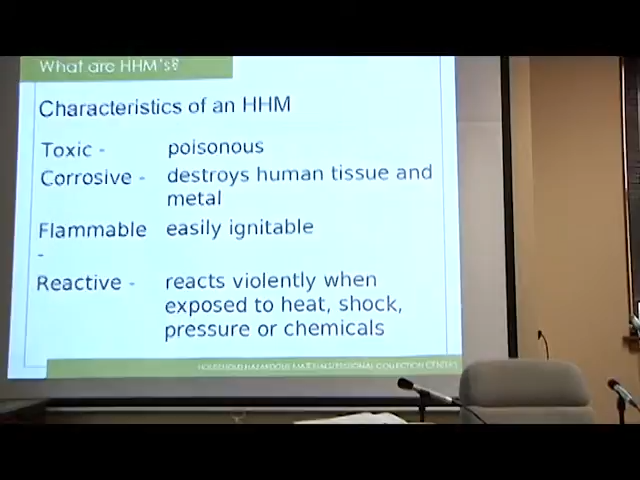 What are HHM's?
Characteristics of an HHM
Toxic - poisonous
Corrosive - destroys human tissue and
metal
Flammable easily ignitable
-
Reactive - reacts violently when
exposed to heat, shock,
pressure or chemicals
HOUSEHOLD HAZARDOUS MATERIALS REGIONAL COLLECTION CENTERS